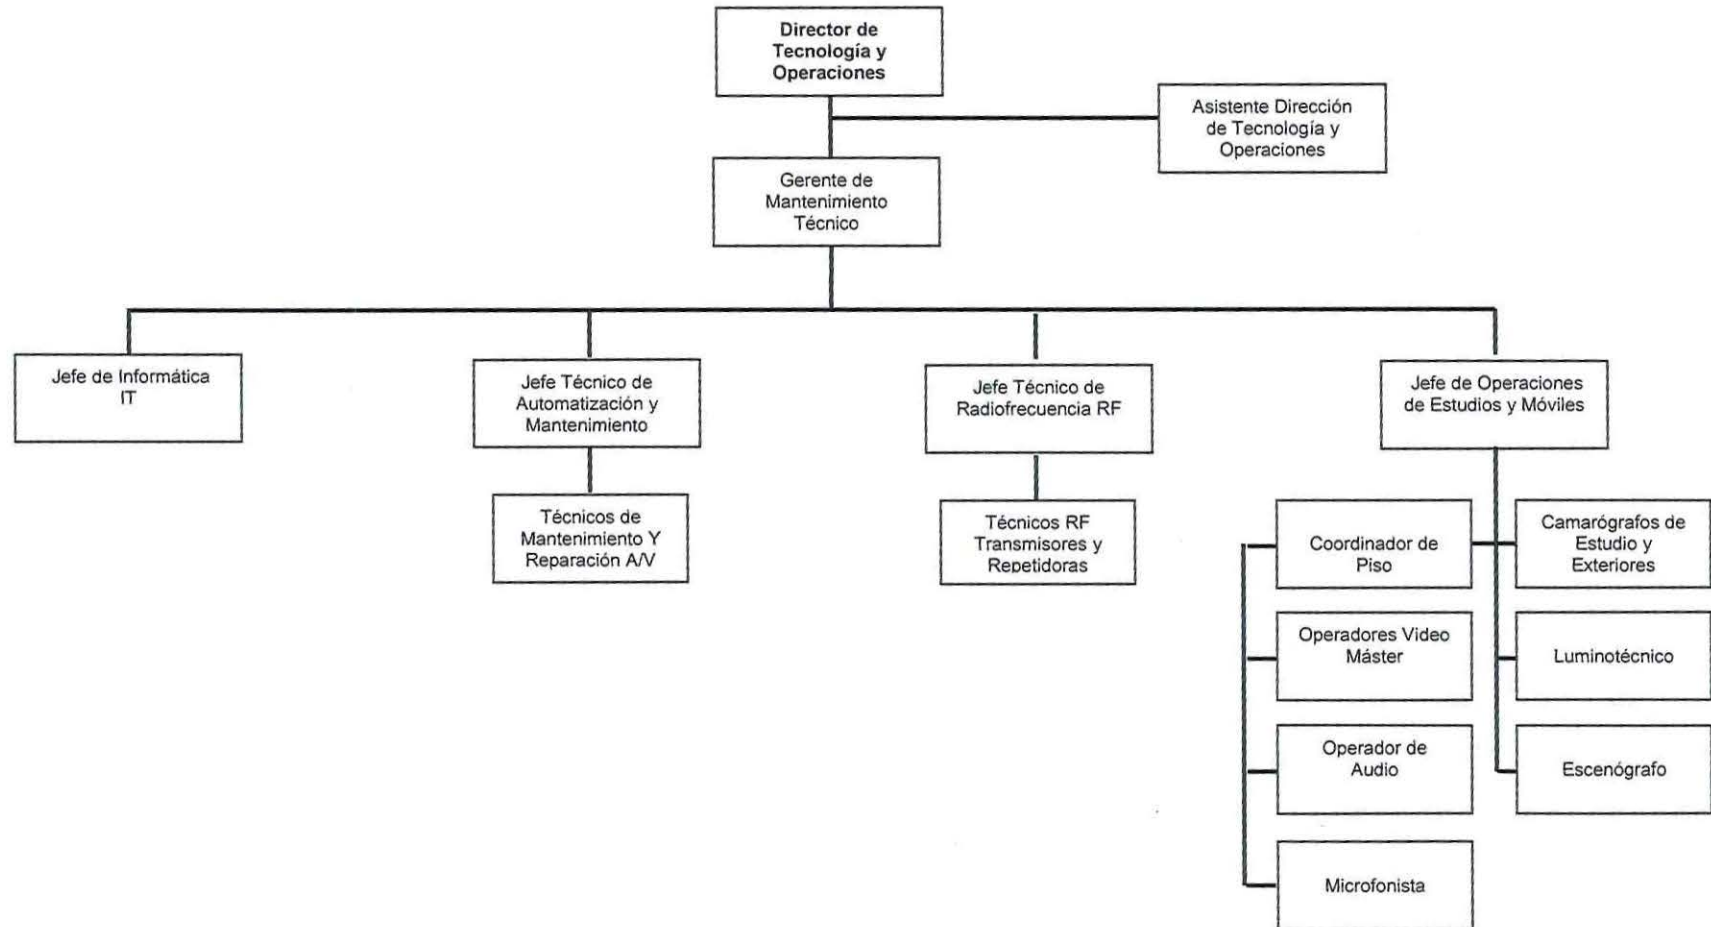 Director de
Tecnología y
Operaciones
Asistente Dirección
de Tecnología y
Operaciones
Gerente de
Mantenimiento
Técnico
Jefe de Informática
IT
Jefe Técnico de
Automatización y
Mantenimiento
Jefe Técnico de
Radiofrecuencia RF
Jefe de Operaciones
de Estudios y Móviles
Técnicos de
Mantenimiento Y
Reparación A/V
Técnicos RF
Transmisores y
Repetidoras
Coordinador de
Piso
Camarógrafos de
Estudio y
Exteriores
Operadores Video
Máster
Luminotécnico
Operador de
Audio
Escenógrafo
Microfonista